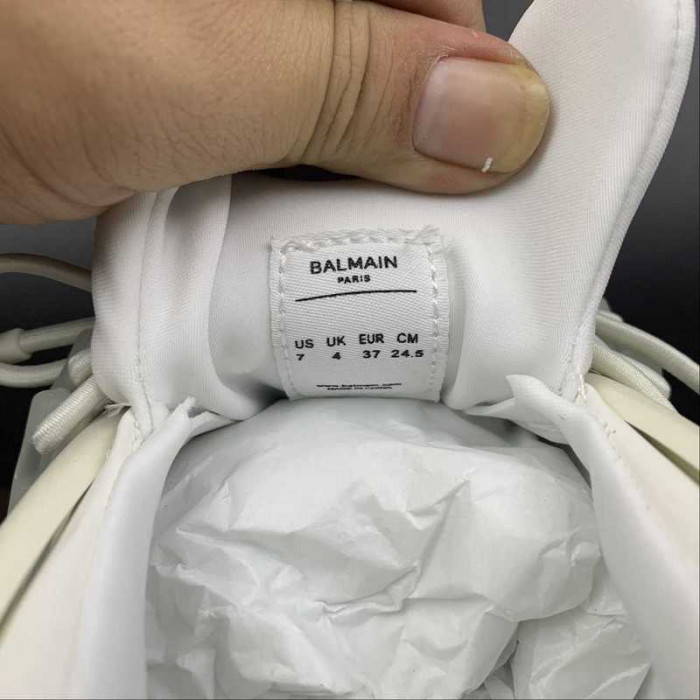 BALMAIN
PARIS
US UK EUR CM
7 4 37 24.5